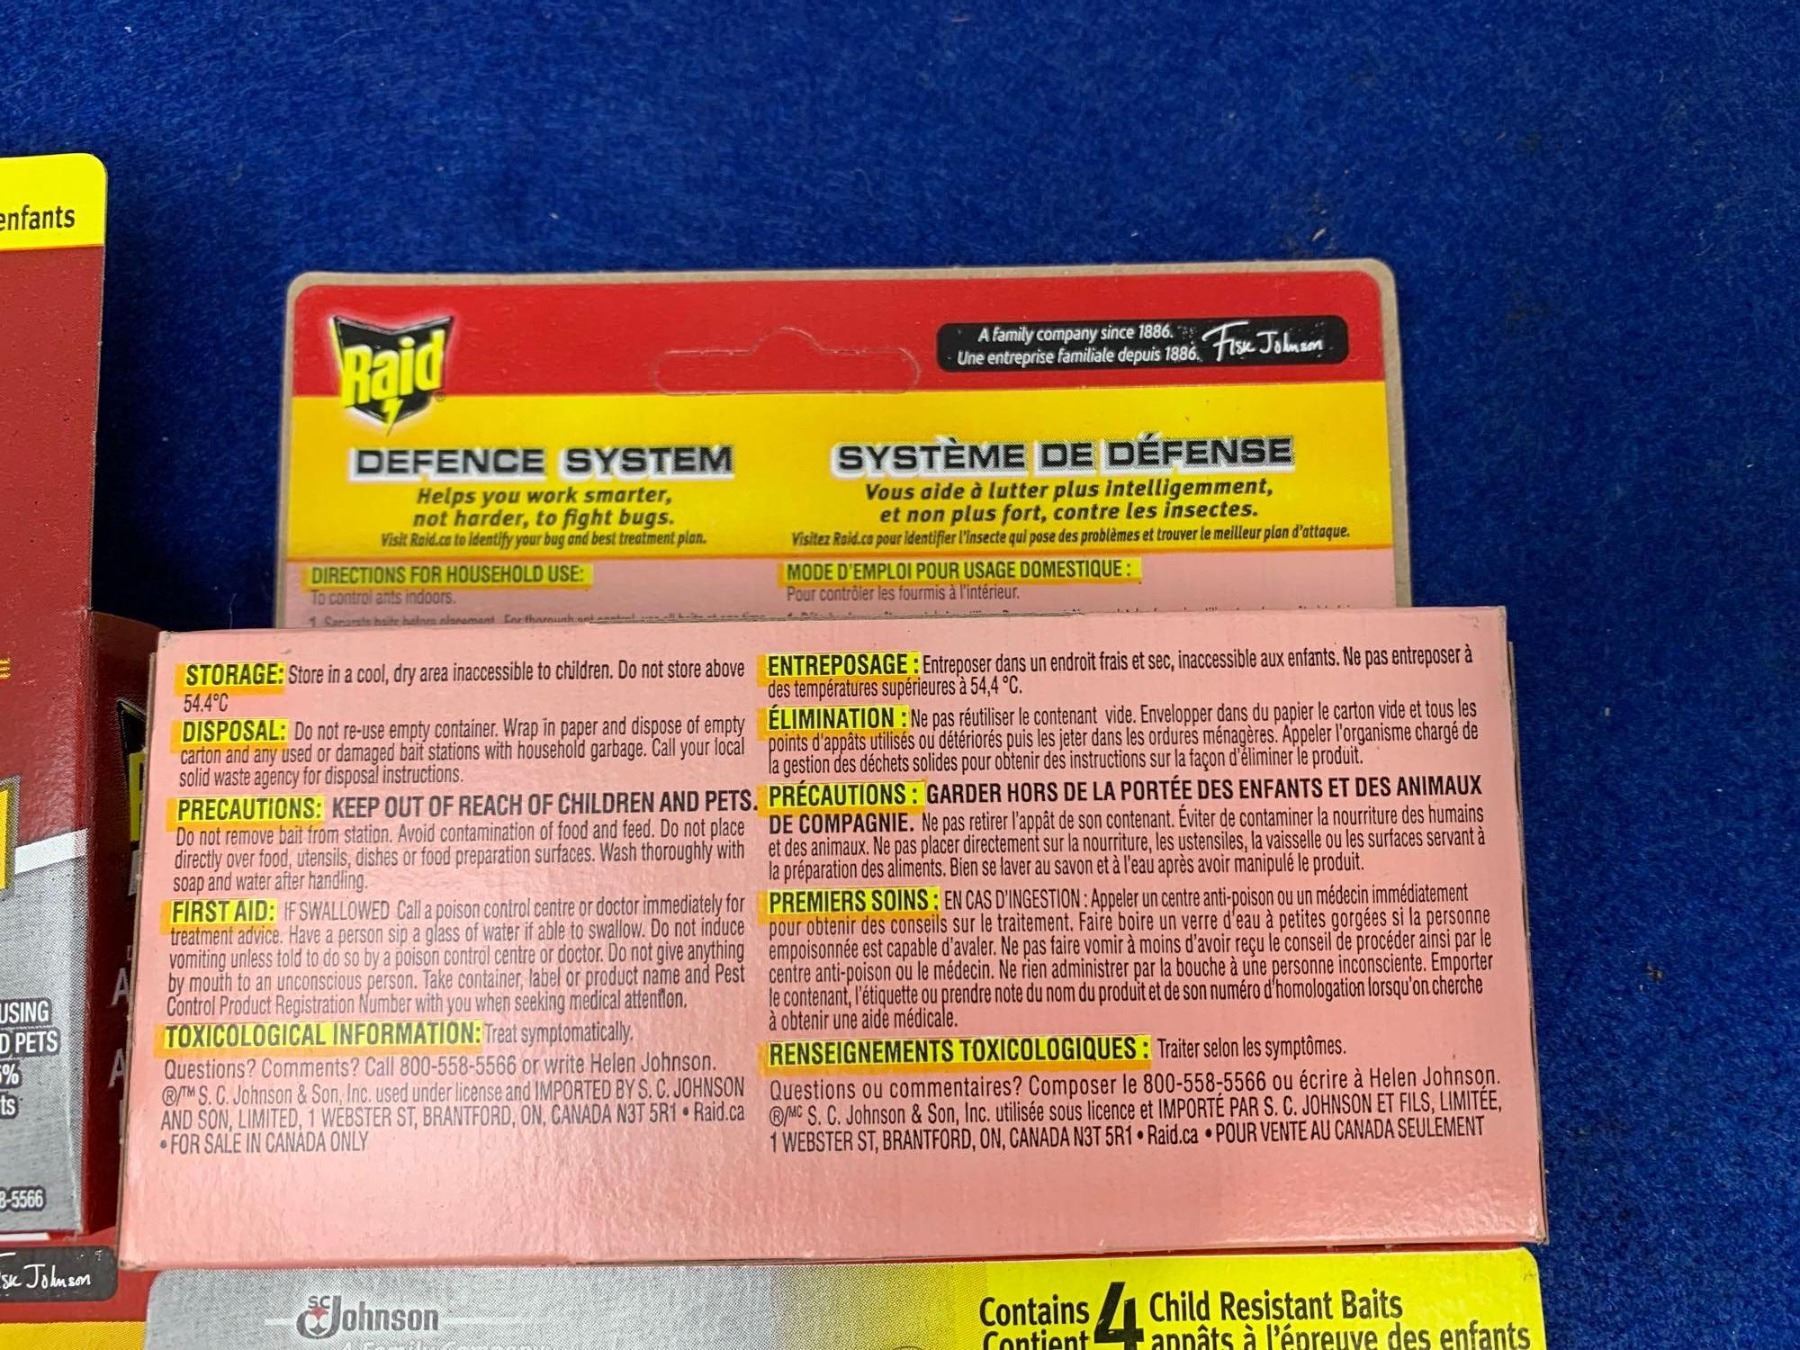 enfants
Raid
A family company since 1886.
Une entreprise familiale depuis 1886.
Fisk Johnson
DEFENCE SYSTEM
Helps you work smarter,
not harder, to fight bugs.
Visit Raid.ca to identify your bug and best treatment plan.
SYSTÈME DE DÉFENSE
Vous aide à lutter plus intelligemment,
et non plus fort, contre les insectes.
Visitez Raid.ca pour identifier l'insecte qui pose des problèmes et trouver le meilleur plan d'attaque.
DIRECTIONS FOR HOUSEHOLD USE:
To control ants indoors.
MODE D'EMPLOI POUR USAGE DOMESTIQUE :
Pour contrôler les fourmis à l'intérieur.
STORAGE: Store in a cool, dry area inaccessible to children. Do not store above
54.4°C
DISPOSAL: Do not re-use empty container. Wrap in paper and dispose of empty
carton and any used or damaged bait stations with household garbage. Call your local
solid waste agency for disposal instructions.
PRECAUTIONS: KEEP OUT OF REACH OF CHILDREN AND PETS.
Do not remove bait from station. Avoid contamination of food and feed. Do not place
directly over food, utensils, dishes or food preparation surfaces. Wash thoroughly with
soap and water after handling.
FIRST AID: IF SWALLOWED Call a poison control centre or doctor immediately for
treatment advice. Have a person sip a glass of water if able to swallow. Do not induce
vomiting unless told to do so by a poison control centre or doctor. Do not give anything
by mouth to an unconscious person. Take container, label or product name and Pest
Control Product Registration Number with you when seeking medical attention.
TOXICOLOGICAL INFORMATION: Treat symptomatically.
Questions? Comments? Call 800-558-5566 or write Helen Johnson.
®/™ S. C. Johnson & Son, Inc. used under license and IMPORTED BY S. C. JOHNSON
AND SON, LIMITED, 1 WEBSTER ST, BRANTFORD, ON, CANADA N3T 5R1 • Raid.ca
• FOR SALE IN CANADA ONLY
ENTREPOSAGE : Entreposer dans un endroit frais et sec, inaccessible aux enfants. Ne pas entreposer à
des températures supérieures à 54,4 °C.
ÉLIMINATION : Ne pas réutiliser le contenant vide. Envelopper dans du papier le carton vide et tous les
points d'appâts utilisés ou détériorés puis les jeter dans les ordures ménagères. Appeler l'organisme chargé de
la gestion des déchets solides pour obtenir des instructions sur la façon d'éliminer le produit.
PRÉCAUTIONS : GARDER HORS DE LA PORTÉE DES ENFANTS ET DES ANIMAUX
DE COMPAGNIE. Ne pas retirer l'appât de son contenant. Éviter de contaminer la nourriture des humains
et des animaux. Ne pas placer directement sur la nourriture, les ustensiles, la vaisselle ou les surfaces servant à
la préparation des aliments. Bien se laver au savon et à l'eau après avoir manipulé le produit.
PREMIERS SOINS : EN CAS D'INGESTION : Appeler un centre anti-poison ou un médecin immédiatement
pour obtenir des conseils sur le traitement. Faire boire un verre d'eau à petites gorgées si la personne
empoisonnée est capable d'avaler. Ne pas faire vomir à moins d'avoir reçu le conseil de procéder ainsi par le
centre anti-poison ou le médecin. Ne rien administrer par la bouche à une personne inconsciente. Emporter
le contenant, l'étiquette ou prendre note du nom du produit et de son numéro d'homologation lorsqu'on cherche
à obtenir une aide médicale.
RENSEIGNEMENTS TOXICOLOGIQUES : Traiter selon les symptômes.
Questions ou commentaires? Composer le 800-558-5566 ou écrire à Helen Johnson.
®/MC S. C. Johnson & Son, Inc. utilisée sous licence et IMPORTÉ PAR S. C. JOHNSON ET FILS, LIMITÉE,
1 WEBSTER ST, BRANTFORD, ON, CANADA N3T 5R1 • Raid.ca • POUR VENTE AU CANADA SEULEMENT
USING
D PETS
%
ts
8-5566
sk Johnson
SC Johnson
Contains 4 Child Resistant Baits
Contient appâts à l'épreuve des enfants